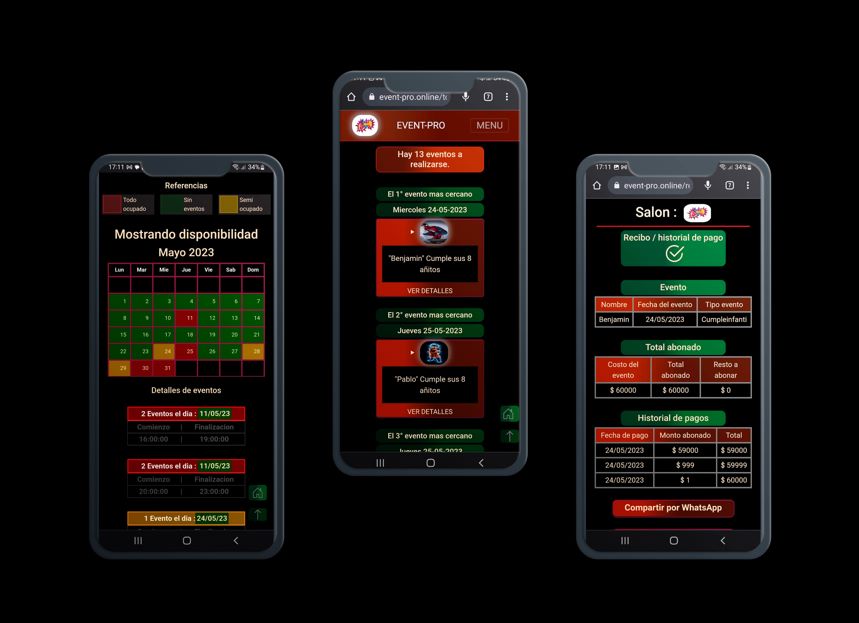 17:11
34%
Referencias
Todo
ocupado
Sin
eventos
Semi
ocupado
Mostrando disponibilidad
Mayo 2023
Lun Mar Mie Jue Vie Sab Dom
1 2 3 4 5 6 7
8 9 10 11 12 13 14
15 16 17 18 19 20 21
22 23 24 25 26 27 28
29 30 31
Detalles de eventos
2 Eventos el dia : 11/05/23
Comienzo | Finalizacion
16:00:00 | 19:00:00
2 Eventos el dia : 11/05/23
Comienzo | Finalizacion
20:00:00 | 23:00:00
1 Evento el dia : 24/05/23
event-pro.online/t
7
EVENT-PRO
MENU
Hay 13 eventos a
realizarse.
El 1° evento mas cercano
Miercoles 24-05-2023
"Benjamin" Cumple sus 8
añitos
VER DETALLES
El 2° evento mas cercano
Jueves 25-05-2023
"Pablo" Cumple sus 8
añitos
VER DETALLES
El 3° evento mas cercano
Jueves 25-05-2023
17:11
34%
event-pro.online/r
7
Salon :
Recibo / historial de pago
Evento
Nombre Fecha del evento Tipo evento
Benjamin 24/05/2023 Cumpleinfanti
Total abonado
Costo del
evento
Total
abonado
Resto a
abonar
$ 60000 $ 60000 $ 0
Historial de pagos
Fecha de pago Monto abonado Total
24/05/2023 $ 59000 $ 59000
24/05/2023 $ 999 $ 59999
24/05/2023 $ 1 $ 60000
Compartir por WhatsApp